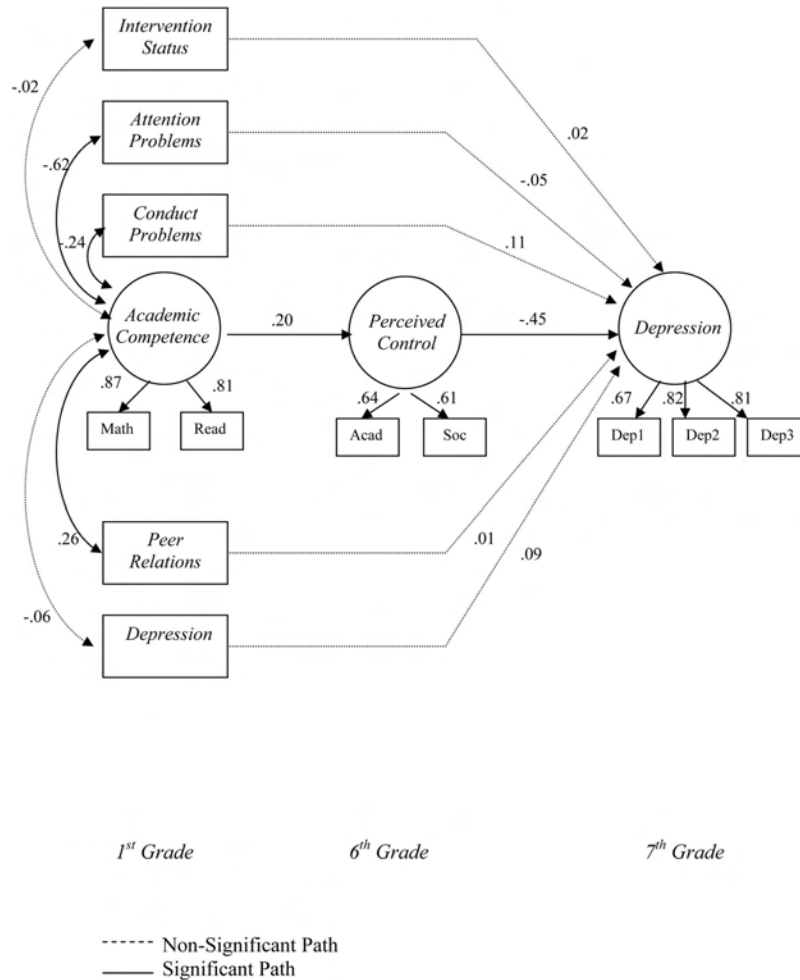 Intervention
Status
-.02
Attention
Problems
.02
-.62
-.05
Conduct
Problems
-.24
.11
Academic
Competence
.20
Perceived
Control
-.45
Depression
.87
.81
.64
.61
.67
.82
.81
Math
Read
Acad
Soc
Dep1
Dep2
Dep3
.26
Peer
Relations
.01
.09
-.06
Depression
1st Grade
6th Grade
7th Grade
Non-Significant Path
Significant Path